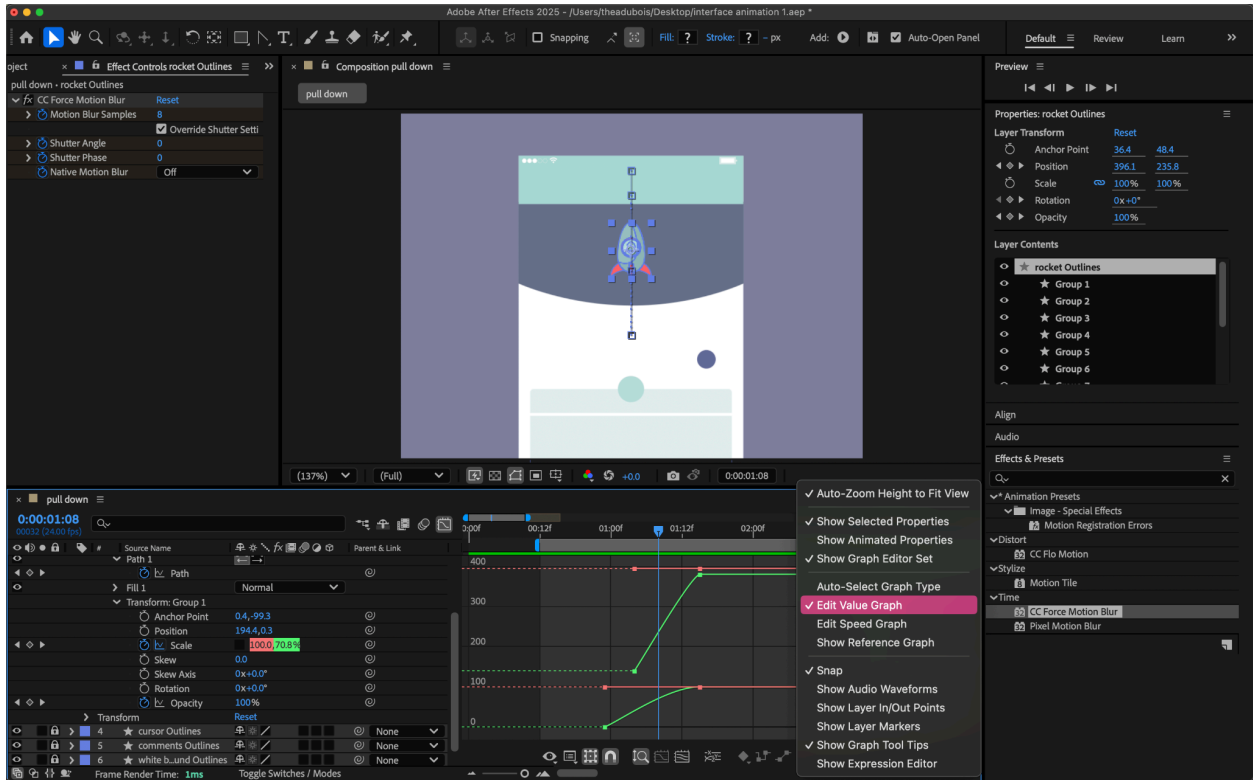 Adobe After Effects 2025 - /Users/theadubois/Desktop/interface animation 1.aep *
Snapping
Fill: ?
Stroke: ? - px
Add:
Auto-Open Panel
Default
Review
Learn
oject
Effect Controls rocket Outlines
pull down • rocket Outlines
fx CC Force Motion Blur Reset
Motion Blur Samples 8
Override Shutter Setti
Shutter Angle 0
Shutter Phase 0
Native Motion Blur Off
Composition pull down
pull down
(137%)
(Full)
+0.0
0:00:01:08
Preview
Properties: rocket Outlines
Layer Transform Reset
Anchor Point 36.4 48.4
Position 396.1 235.8
Scale 100% 100%
Rotation 0x+0°
Opacity 100%
Layer Contents
rocket Outlines
Group 1
Group 2
Group 3
Group 4
Group 5
Group 6
Align
Audio
Effects & Presets
* Animation Presets
Image - Special Effects
Motion Registration Errors
Distort
CC Flo Motion
Stylize
Motion Tile
Time
CC Force Motion Blur
Pixel Motion Blur
pull down
0:00:01:08
00032 (24.00 fps)
# Source Name
Parent & Link
Path 1
Path
Fill 1 Normal
Transform: Group 1
Anchor Point 0.4,-99.3
Position 194.4,0.3
Scale 100.0,70.8%
Skew 0.0
Skew Axis 0x+0.0°
Rotation 0x+0.0°
Opacity 100%
Transform Reset
4 cursor Outlines None
5 comments Outlines None
6 white b...und Outlines None
Frame Render Time: 1ms
Toggle Switches / Modes
00:12f
01:00f
01:12f
02:00f
400
300
200
100
0
Auto-Zoom Height to Fit View
Show Selected Properties
Show Animated Properties
Show Graph Editor Set
Auto-Select Graph Type
Edit Value Graph
Edit Speed Graph
Show Reference Graph
Snap
Show Audio Waveforms
Show Layer In/Out Points
Show Layer Markers
Show Graph Tool Tips
Show Expression Editor